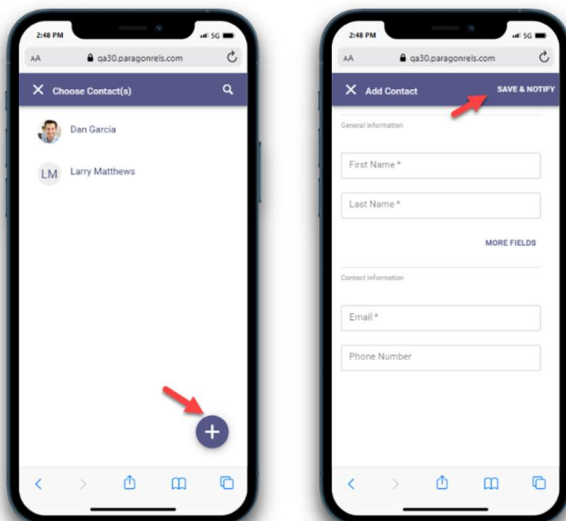 2:48 PM
5G
AA
qa30.paragonrels.com
Choose Contact(s)
Dan Garcia
LM
Larry Matthews
2:48 PM
5G
AA
qa30.paragonrels.com
Add Contact
SAVE & NOTIFY
General Information
First Name *
Last Name *
MORE FIELDS
Contact Information
Email *
Phone Number